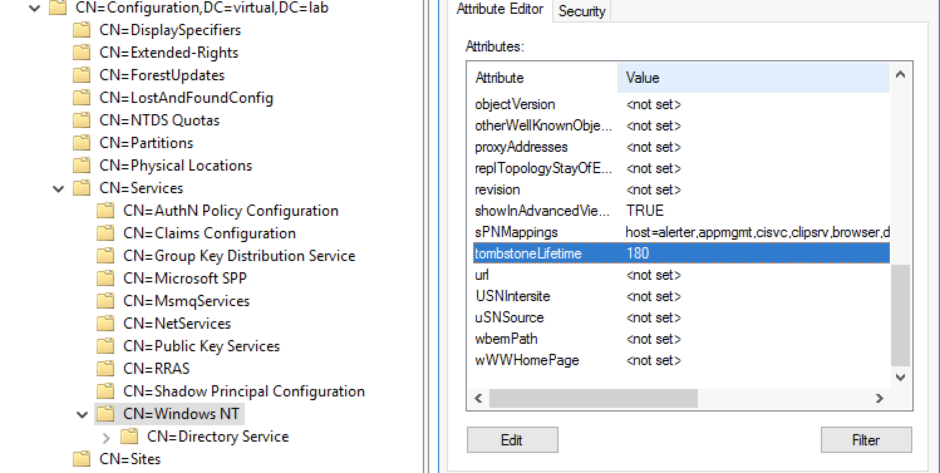 CN=Configuration,DC=virtual,DC=lab
CN=DisplaySpecifiers
CN=Extended-Rights
CN=ForestUpdates
CN=LostAndFoundConfig
CN=NTDS Quotas
CN=Partitions
CN=Physical Locations
CN=Services
CN=AuthN Policy Configuration
CN=Claims Configuration
CN=Group Key Distribution Service
CN=Microsoft SPP
CN=MsmqServices
CN=NetServices
CN=Public Key Services
CN=RRAS
CN=Shadow Principal Configuration
CN=Windows NT
CN=Directory Service
CN=Sites
Attribute Editor Security
Attributes:
Attribute Value
objectVersion <not set>
otherWellKnownObje... <not set>
proxyAddresses <not set>
replTopologyStayOfE... <not set>
revision <not set>
showInAdvancedVie... TRUE
sPNMappings host=alerter,appmgmt,cisvc,clipsrv,browser,d
tombstoneLifetime 180
url <not set>
USNIntersite <not set>
uSNSource <not set>
wbemPath <not set>
wWWHomePage <not set>
Edit Filter